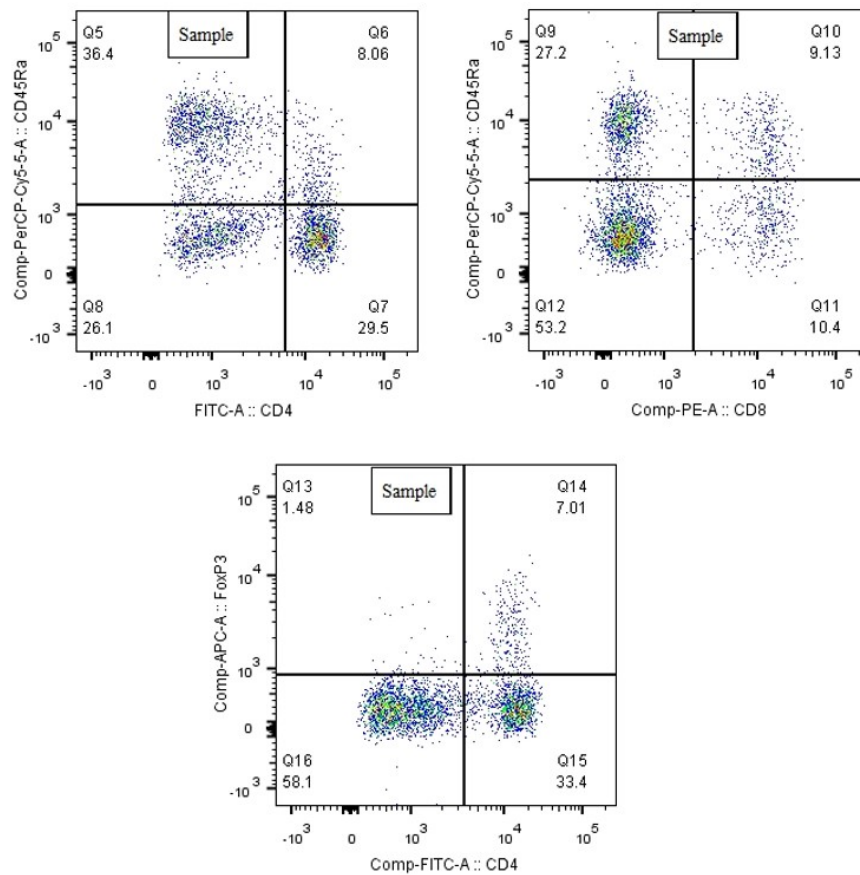 Q5
36.4
Sample
Q6
8.06
10^5
10^4
10^3
0
-10^3
Comp-PerCP-Cy5-5-A :: CD45Ra
Q8
26.1
Q7
29.5
-10^3
0
10^3
10^4
10^5
FITC-A :: CD4
Q9
27.2
Sample
Q10
9.13
10^5
10^4
10^3
0
-10^3
Comp-PerCP-Cy5-5-A :: CD45Ra
Q12
53.2
Q11
10.4
-10^3
0
10^3
10^4
10^5
Comp-PE-A :: CD8
Q13
1.48
Sample
Q14
7.01
10^5
10^4
10^3
0
-10^3
Comp-APC-A :: FoxP3
Q16
58.1
Q15
33.4
-10^3
0
10^3
10^4
10^5
Comp-FITC-A :: CD4